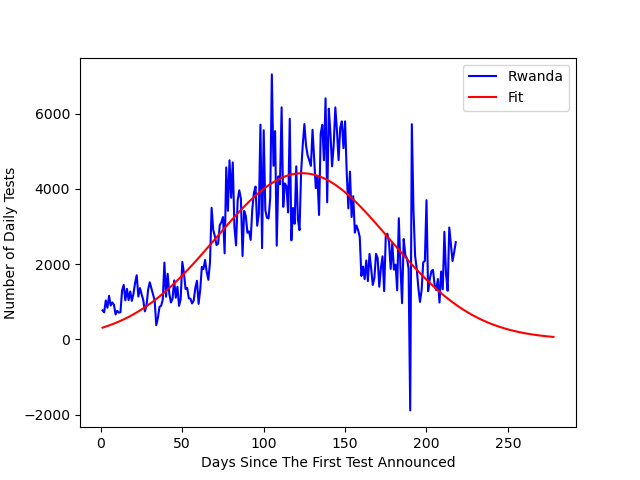 Rwanda
Fit
6000
4000
2000
0
−2000
0 50 100 150 200 250
Number of Daily Tests
Days Since The First Test Announced